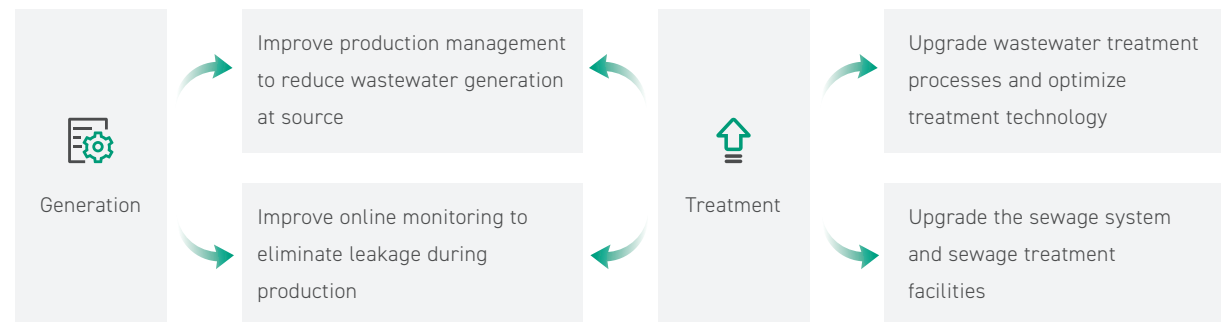 Generation
Improve production management
to reduce wastewater generation
at source
Improve online monitoring to
eliminate leakage during
production
Treatment
Upgrade wastewater treatment
processes and optimize
treatment technology
Upgrade the sewage system
and sewage treatment
facilities